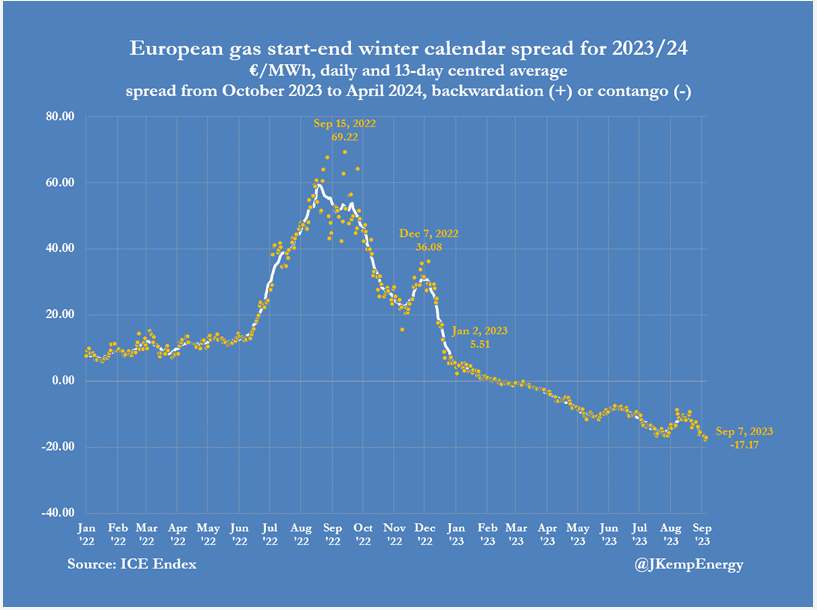 European gas start-end winter calendar spread for 2023/24
€/MWh, daily and 13-day centred average
spread from October 2023 to April 2024, backwardation (+) or contango (-)
80.00
Sep 15, 2022
69.22
60.00
Dec 7, 2022
40.00
36.08
20.00
Jan 2, 2023
5.51
0.00
Sep 7, 2023
-17.17
-20.00
-40.00
Jan Feb Mar Apr May Jun Jul Aug Sep Oct Nov Dec Jan Feb Mar Apr May Jun Jul Aug Sep
'22 '22 '22 '22 '22 '22 '22 '22 '22 '22 '22 '22 '23 '23 '23 '23 '23 '23 '23 '23 '23
Source: ICE Endex @JKempEnergy